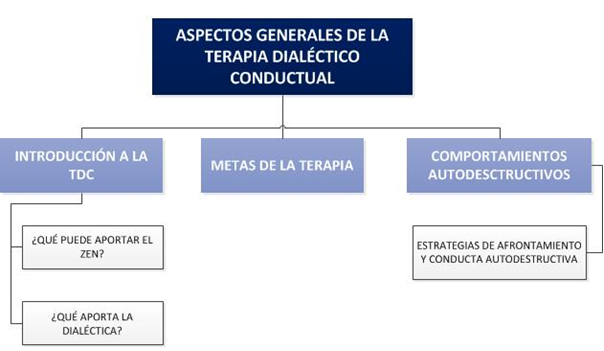 ASPECTOS GENERALES DE LA
TERAPIA DIALÉCTICO
CONDUCTUAL
INTRODUCCIÓN A LA
TDC
METAS DE LA TERAPIA
COMPORTAMIENTOS
AUTODESCTRUCTIVOS
¿QUÉ PUEDE APORTAR EL
ZEN?
ESTRATEGIAS DE AFRONTAMIENTO
Y CONDUCTA AUTODESTRUCTIVA
¿QUÉ APORTA LA
DIALÉCTICA?